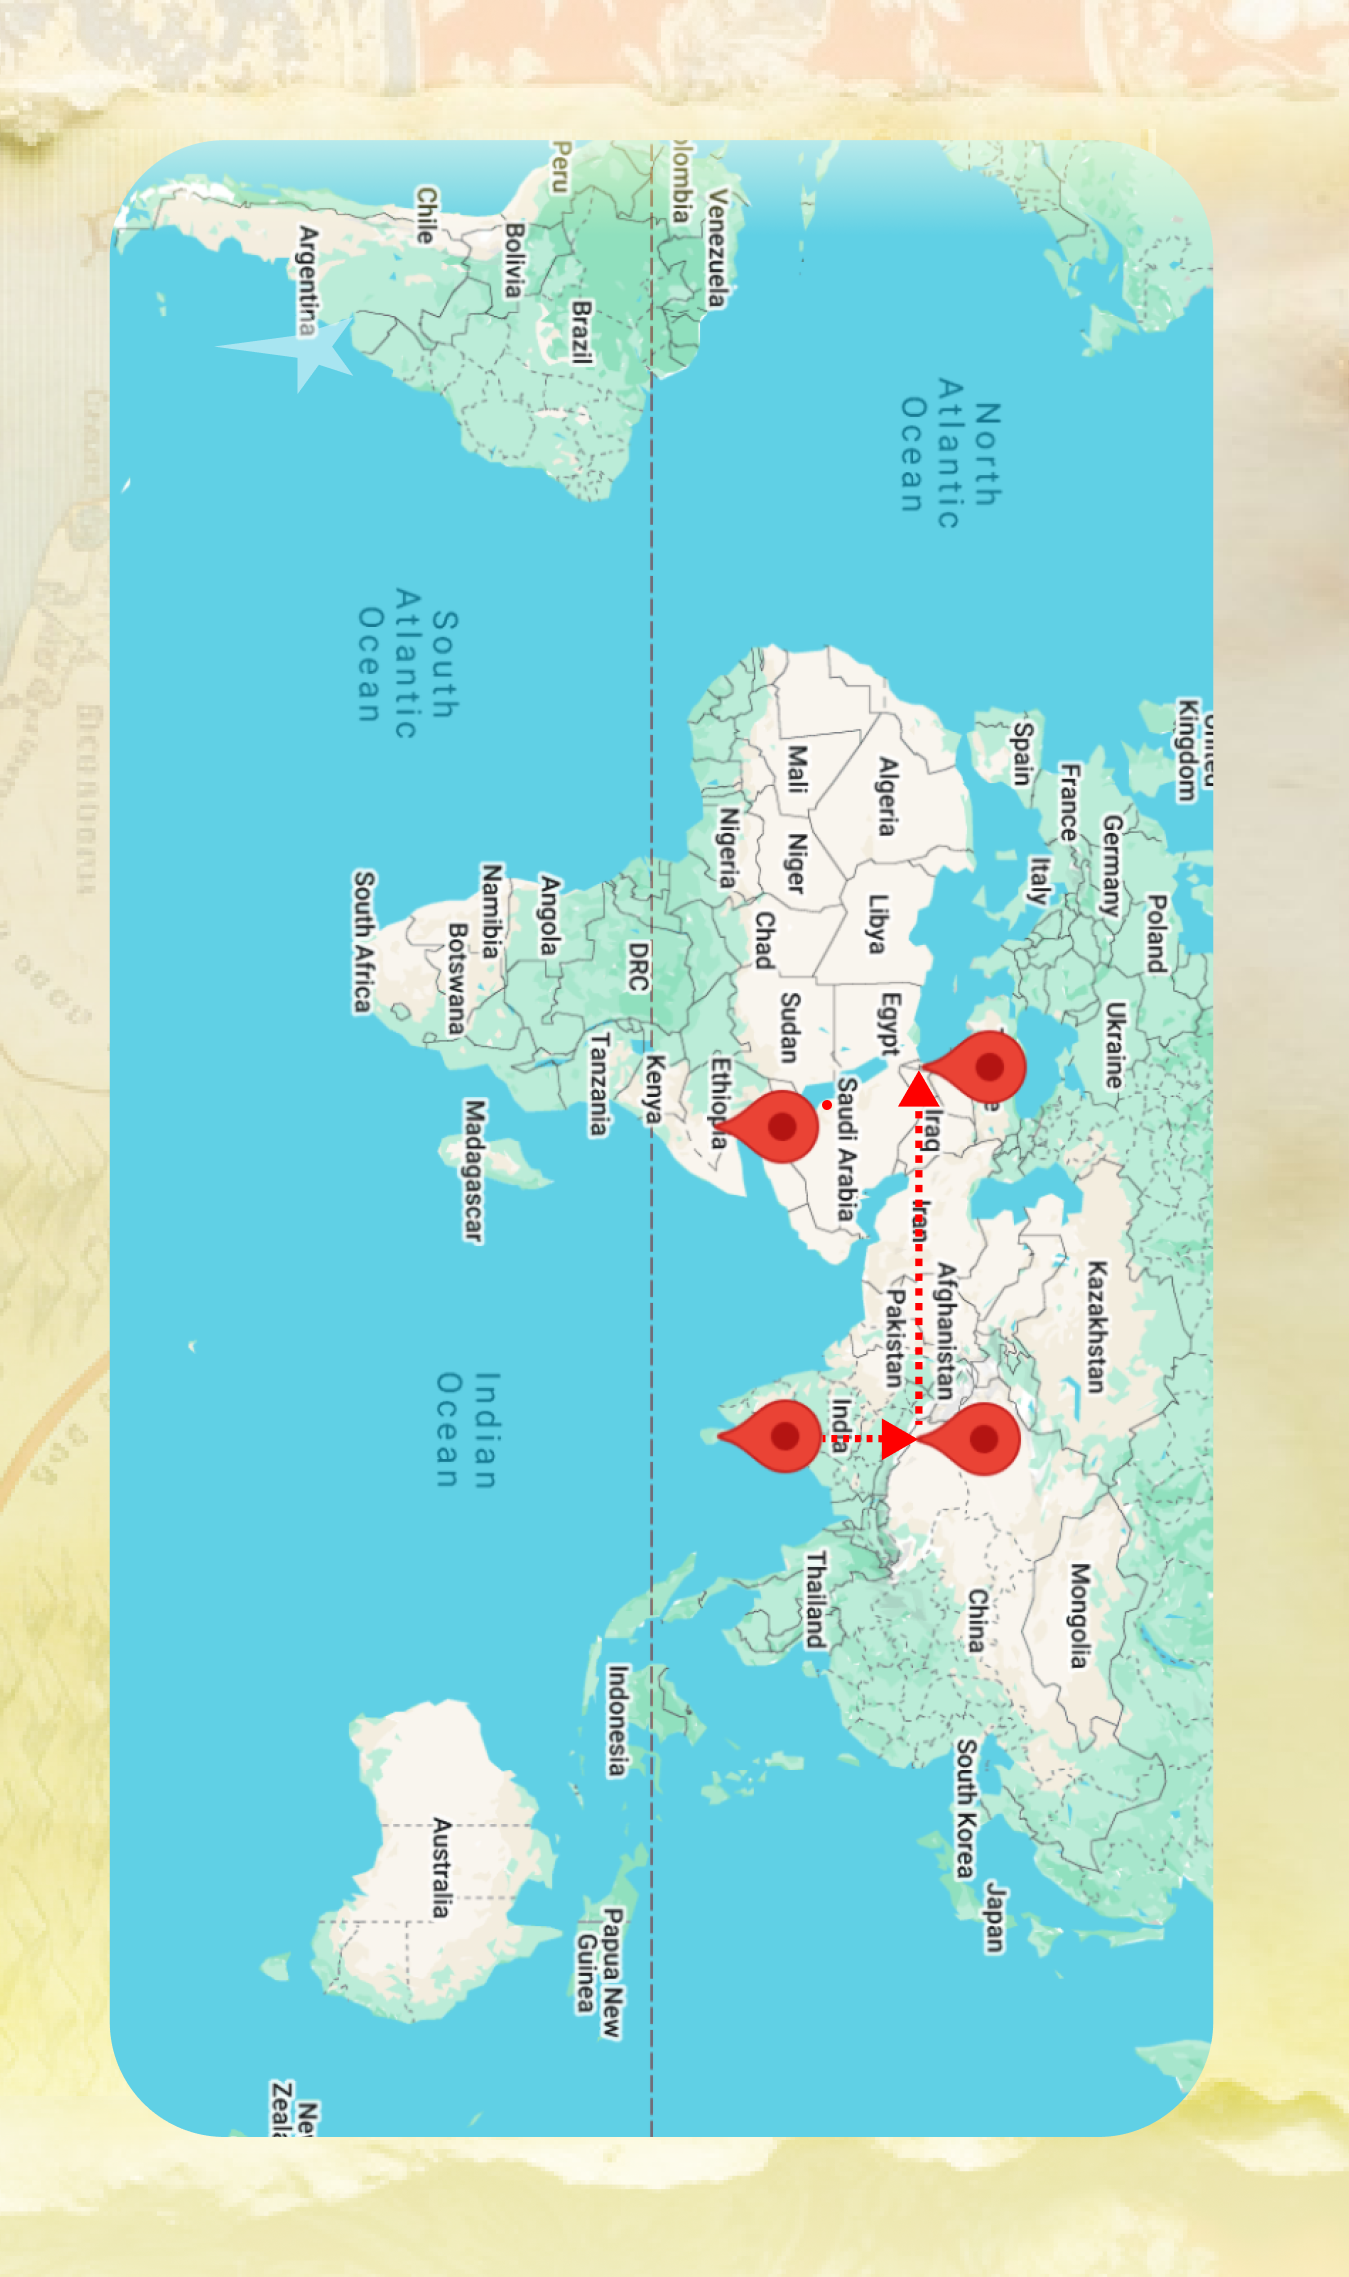 Peru
Colombia
Venezuela
Chile
Bolivia
Argentina
Brazil
North
Atlantic
Ocean
South
Atlantic
Ocean
United
Kingdom
Spain
France
Germany
Italy
Poland
Ukraine
Algeria
Mali
Niger
Nigeria
Libya
Chad
Egypt
Sudan
Ethiopia
DRC
Angola
Namibia
Botswana
South Africa
Tanzania
Kenya
Madagascar
Saudi Arabia
Iraq
Iran
Afghanistan
Pakistan
Kazakhstan
India
Indian
Ocean
Mongolia
China
Thailand
South Korea
Japan
Indonesia
Papua New
Guinea
Australia
New
Zeala